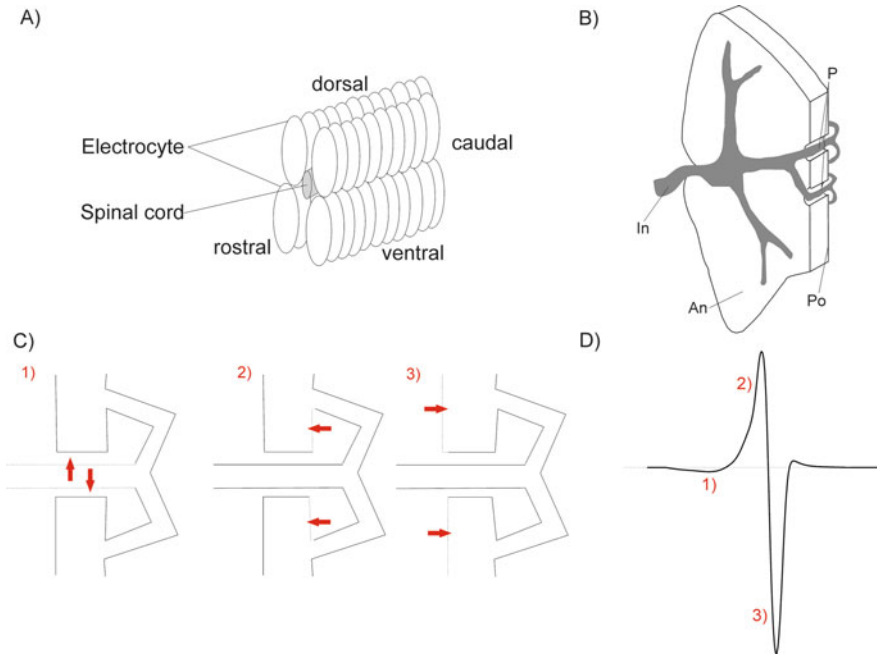 A)
dorsal
Electrocyte
caudal
Spinal cord
rostral
ventral
B)
P
In
An
Po
C)
1)
2)
3)
D)
2)
1)
3)